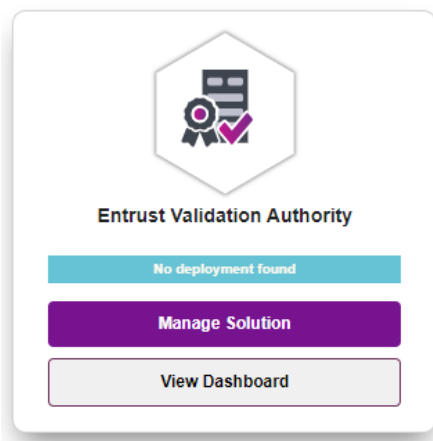 Entrust Validation Authority
No deployment found
Manage Solution
View Dashboard